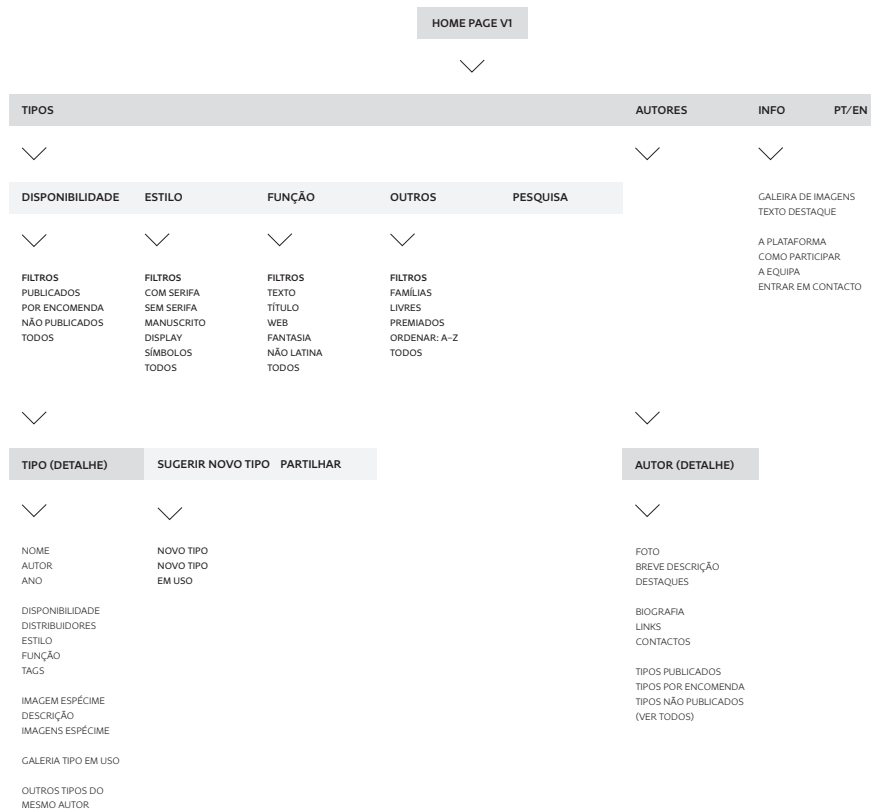 HOME PAGE V1
TIPOS
AUTORES
INFO
PT/EN
DISPONIBILIDADE
ESTILO
FUNÇÃO
OUTROS
PESQUISA
GALEIRA DE IMAGENS
TEXTO DESTAQUE
A PLATAFORMA
COMO PARTICIPAR
A EQUIPA
ENTRAR EM CONTACTO
FILTROS
PUBLICADOS
POR ENCOMENDA
NÃO PUBLICADOS
TODOS
FILTROS
COM SERIFA
SEM SERIFA
MANUSCRITO
DISPLAY
SÍMBOLOS
TODOS
FILTROS
TEXTO
TÍTULO
WEB
FANTASIA
NÃO LATINA
TODOS
FILTROS
FAMÍLIAS
LIVRES
PREMIADOS
ORDENAR: A–Z
TODOS
TIPO (DETALHE)
SUGERIR NOVO TIPO
PARTILHAR
AUTOR (DETALHE)
NOME
AUTOR
ANO
DISPONIBILIDADE
DISTRIBUIDORES
ESTILO
FUNÇÃO
TAGS
IMAGEM ESPÉCIME
DESCRIÇÃO
IMAGENS ESPÉCIME
GALERIA TIPO EM USO
OUTROS TIPOS DO
MESMO AUTOR
NOVO TIPO
NOVO TIPO
EM USO
FOTO
BREVE DESCRIÇÃO
DESTAQUES
BIOGRAFIA
LINKS
CONTACTOS
TIPOS PUBLICADOS
TIPOS POR ENCOMENDA
TIPOS NÃO PUBLICADOS
(VER TODOS)